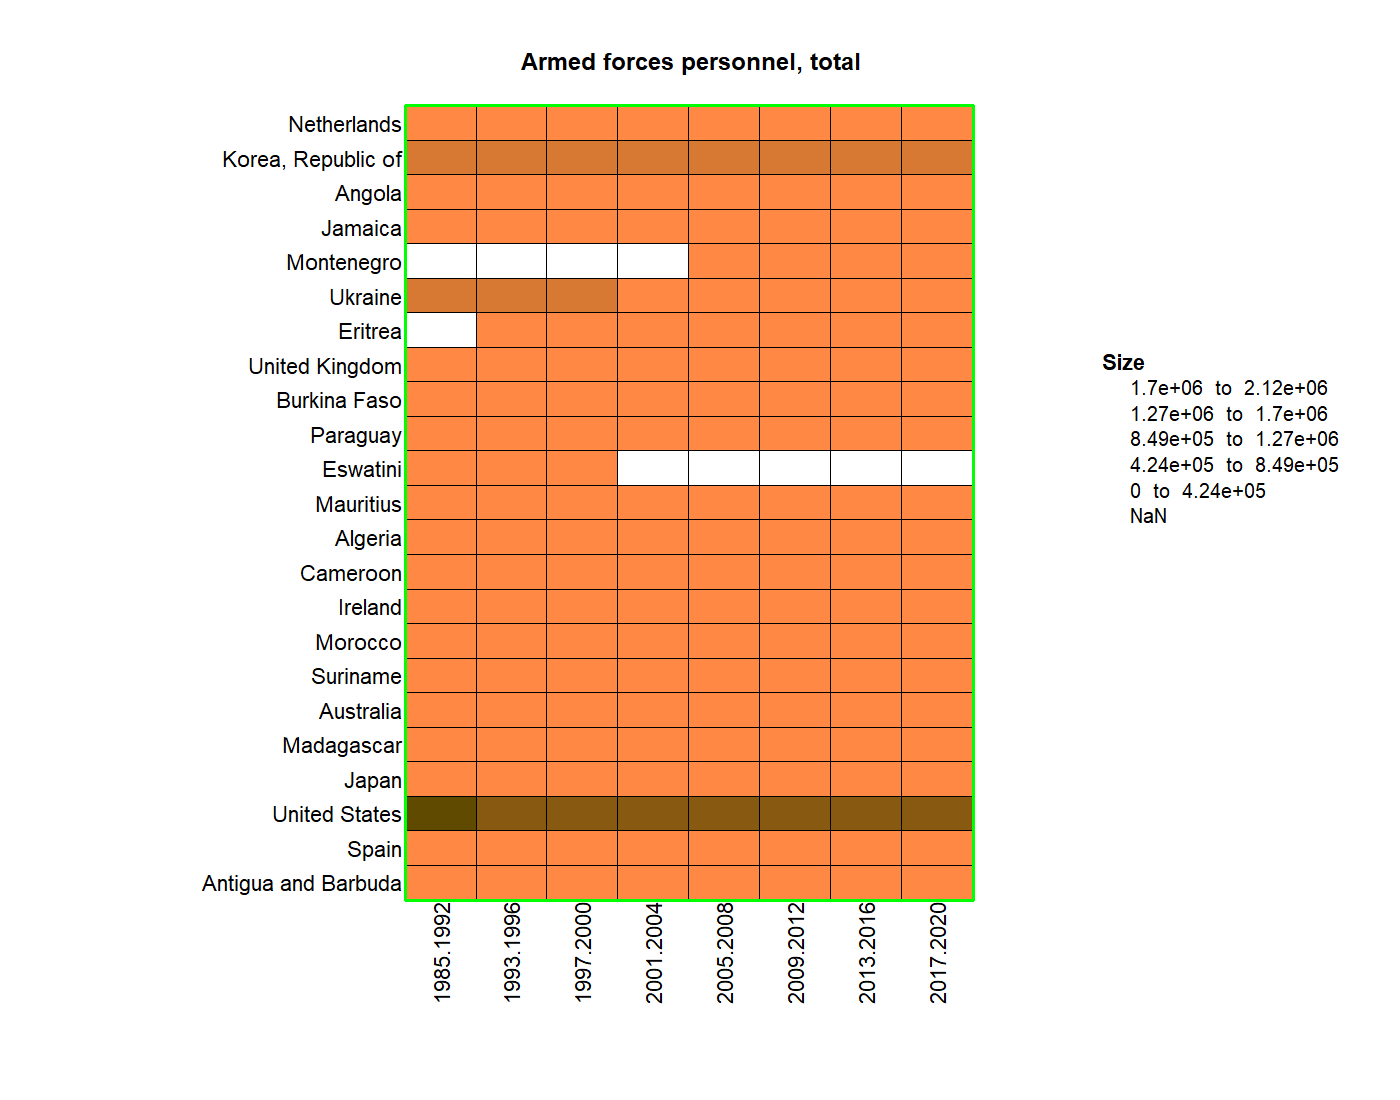 Armed forces personnel, total
Netherlands
Korea, Republic of
Angola
Jamaica
Montenegro
Ukraine
Eritrea
United Kingdom
Burkina Faso
Paraguay
Eswatini
Mauritius
Algeria
Cameroon
Ireland
Morocco
Suriname
Australia
Madagascar
Japan
United States
Spain
Antigua and Barbuda
1985.1992
1993.1996
1997.2000
2001.2004
2005.2008
2009.2012
2013.2016
2017.2020
Size
1.7e+06 to 2.12e+06
1.27e+06 to 1.7e+06
8.49e+05 to 1.27e+06
4.24e+05 to 8.49e+05
0 to 4.24e+05
NaN